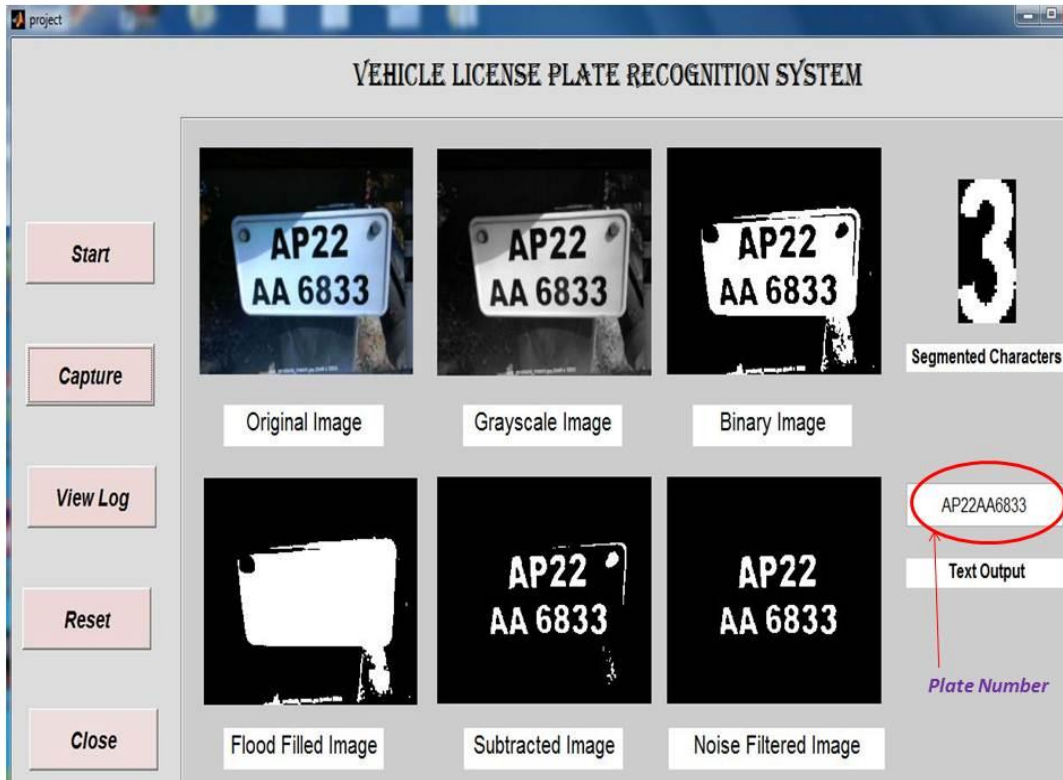 project
VEHICLE LICENSE PLATE RECOGNITION SYSTEM
Start
Capture
View Log
Reset
Close
AP22
AA 6833
Original Image
AP22
AA 6833
Grayscale Image
AP22
AA 6833
Binary Image
3
Segmented Characters
Flood Filled Image
AP22
AA 6833
Subtracted Image
AP22
AA 6833
Noise Filtered Image
AP22AA6833
Text Output
Plate Number